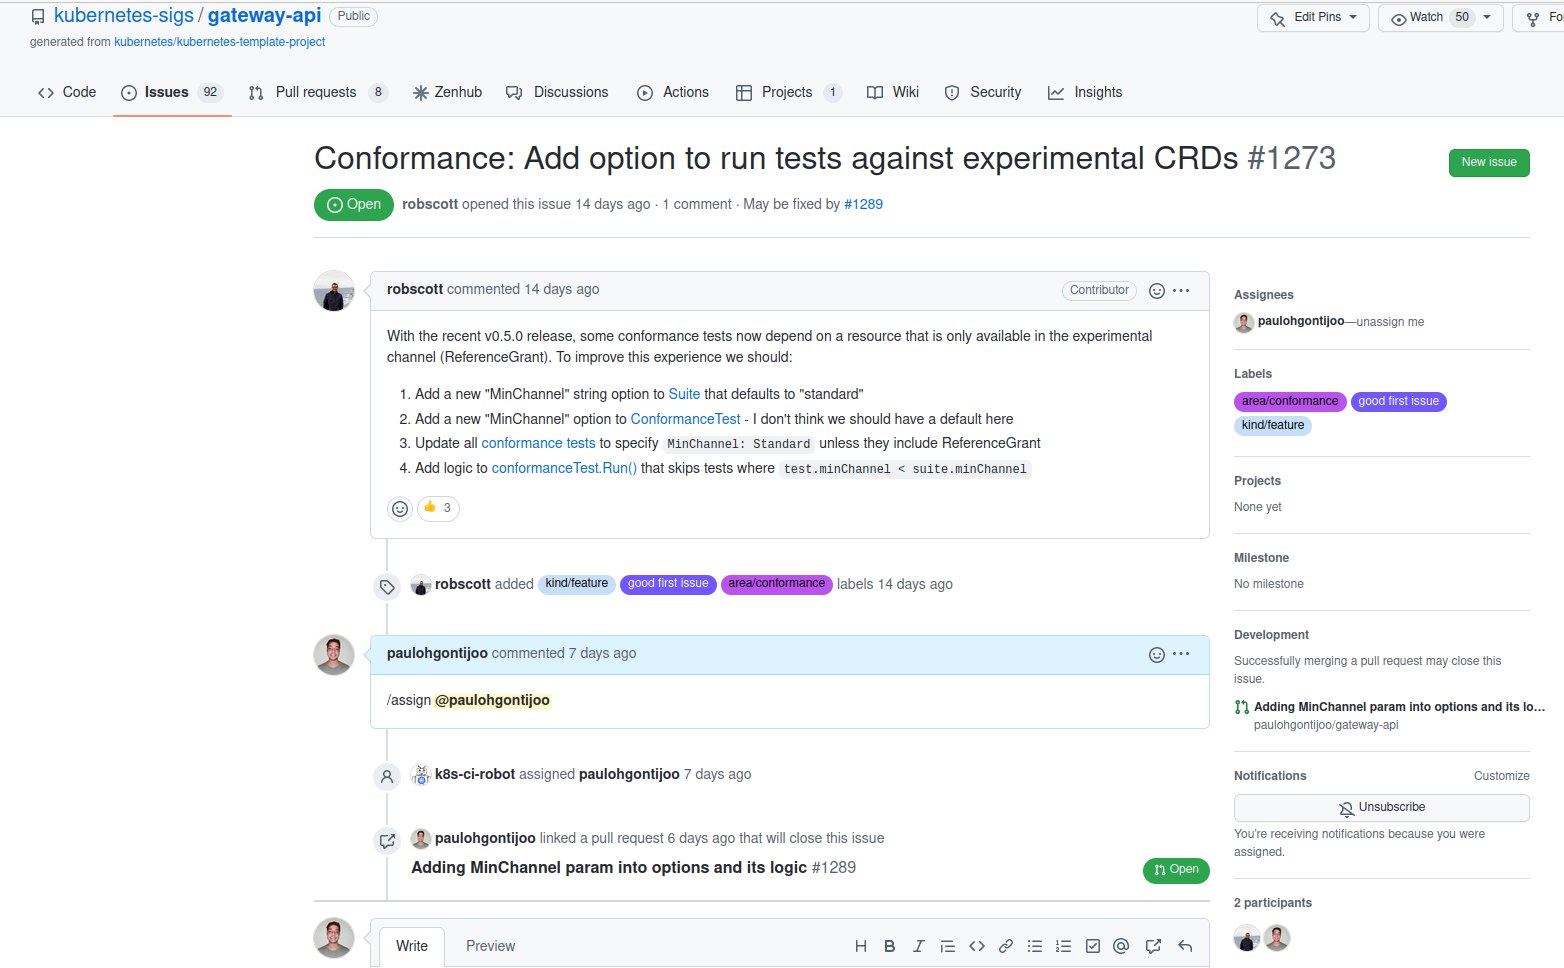 kubernetes-sigs / gateway-api Public
Edit Pins Watch 50 Fo
generated from kubernetes/kubernetes-template-project
Code Issues 92 Pull requests 8 Zenhub Discussions Actions Projects 1 Wiki Security Insights
Conformance: Add option to run tests against experimental CRDs #1273
New issue
Open robscott opened this issue 14 days ago · 1 comment · May be fixed by #1289
robscott commented 14 days ago Contributor
With the recent v0.5.0 release, some conformance tests now depend on a resource that is only available in the experimental
channel (ReferenceGrant). To improve this experience we should:
1. Add a new "MinChannel" string option to Suite that defaults to "standard"
2. Add a new "MinChannel" option to ConformanceTest - I don't think we should have a default here
3. Update all conformance tests to specify MinChannel: Standard unless they include ReferenceGrant
4. Add logic to conformanceTest.Run() that skips tests where test.minChannel < suite.minChannel
3
robscott added kind/feature good first issue area/conformance labels 14 days ago
paulohgontijoo commented 7 days ago
/assign @paulohgontijoo
k8s-ci-robot assigned paulohgontijoo 7 days ago
paulohgontijoo linked a pull request 6 days ago that will close this issue
Adding MinChannel param into options and its logic #1289
Open
Write Preview
Assignees
paulohgontijoo—unassign me
Labels
area/conformance good first issue
kind/feature
Projects
None yet
Milestone
No milestone
Development
Successfully merging a pull request may close this
issue.
Adding MinChannel param into options and its lo...
paulohgontijoo/gateway-api
Notifications Customize
Unsubscribe
You're receiving notifications because you were
assigned.
2 participants